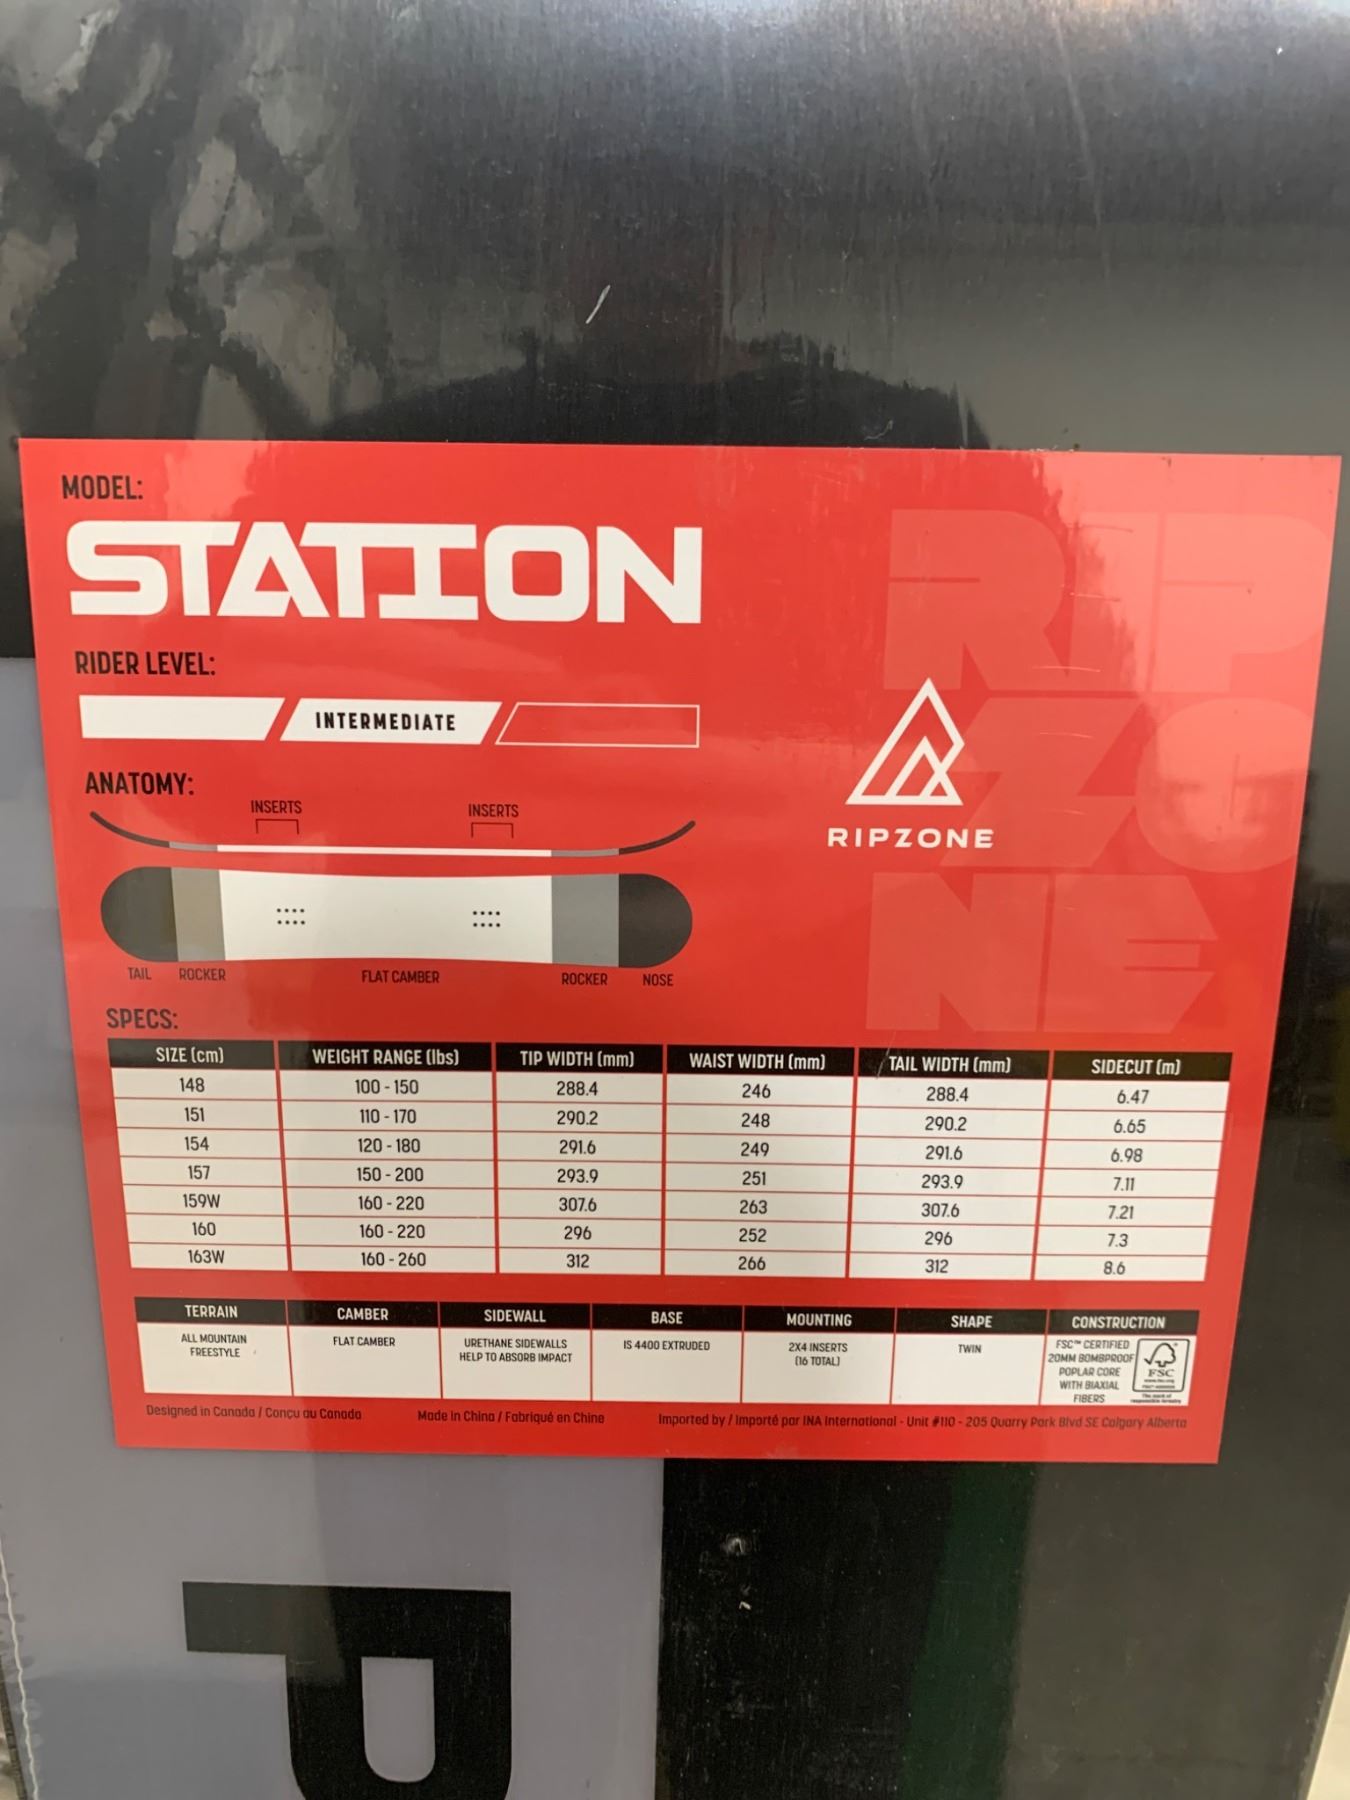 MODEL:
STATION
RIDER LEVEL:
INTERMEDIATE
ANATOMY:
INSERTS INSERTS
RIPZONE
RIP
ZO
NE
TAIL ROCKER FLAT CAMBER ROCKER NOSE
SPECS:
SIZE (cm) WEIGHT RANGE (lbs) TIP WIDTH (mm) WAIST WIDTH (mm) TAIL WIDTH (mm) SIDECUT (m)
148 100 - 150 288.4 246 288.4 6.47
151 110 - 170 290.2 248 290.2 6.65
154 120 - 180 291.6 249 291.6 6.98
157 150 - 200 293.9 251 293.9 7.11
159W 160 - 220 307.6 263 307.6 7.21
160 160 - 220 296 252 296 7.3
163W 160 - 260 312 266 312 8.6
TERRAIN CAMBER SIDEWALL BASE MOUNTING SHAPE CONSTRUCTION
ALL MOUNTAIN FLAT CAMBER URETHANE SIDEWALLS IS 4400 EXTRUDED 2X4 INSERTS TWIN FSC™ CERTIFIED
FREESTYLE HELP TO ABSORB IMPACT (16 TOTAL) 20MM BOMBPROOF
POPLAR CORE
WITH BIAXIAL
FIBERS
FSC
Designed in Canada / Conçu au Canada Made in China / Fabriqué en Chine Imported by / Importé par INA International - Unit #110 - 205 Quarry Park Blvd SE Calgary Alberta
P